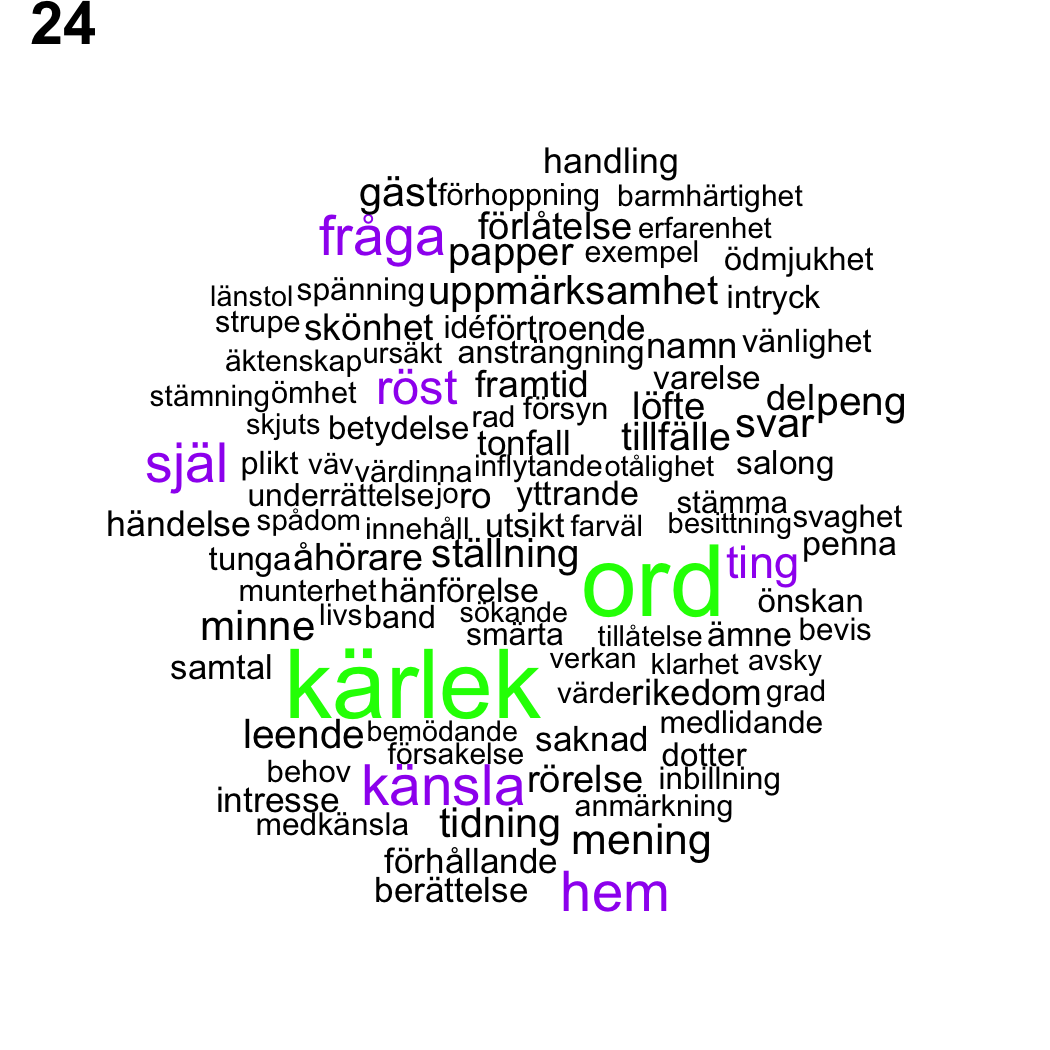 24
handling
gäst förhoppning barmhärtighet
fråga förlåtelse erfarenhet
papper exempel ödmjukhet
länstol spänning uppmärksamhet intryck
strupe skönhet idé förtroende vänlighet
äktenskap ursäkt ansträngning namn
stämning ömhet röst framtid varelse
skjuts betydelse rad försyn löfte del peng
tonfall tillfälle svar
själ plikt väv värdinna inflytande otålighet salong
underrättelse jo ro yttrande stämma
händelse spådom innehåll utsikt farväl besittning svaghet
tunga åhörare ställning ord ting penna
munterhet hänförelse önskan
minne livs band sökande
smärta tillåtelse ämne bevis
samtal kärlek verkan klarhet avsky
värde rikedom grad
leende bemödande saknad medlidande
försakelse dotter
behov känsla rörelse inbillning
intresse anmärkning
medkänsla tidning mening
förhållande
berättelse hem